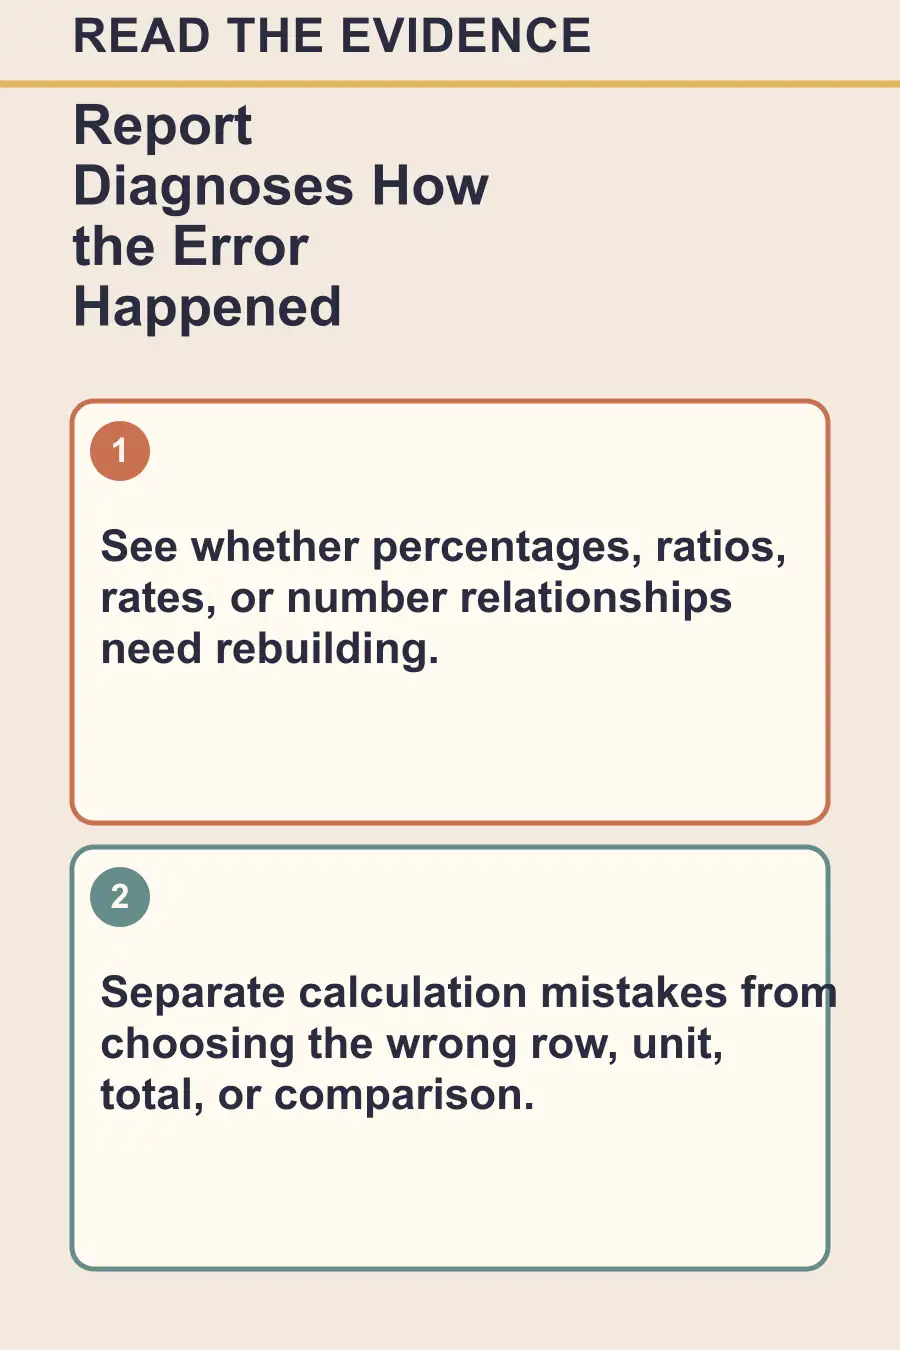 READ THE EVIDENCE
Report
Diagnoses How
the Error
Happened
1
See whether percentages, ratios,
rates, or number relationships
need rebuilding.
2
Separate calculation mistakes from
choosing the wrong row, unit,
total, or comparison.